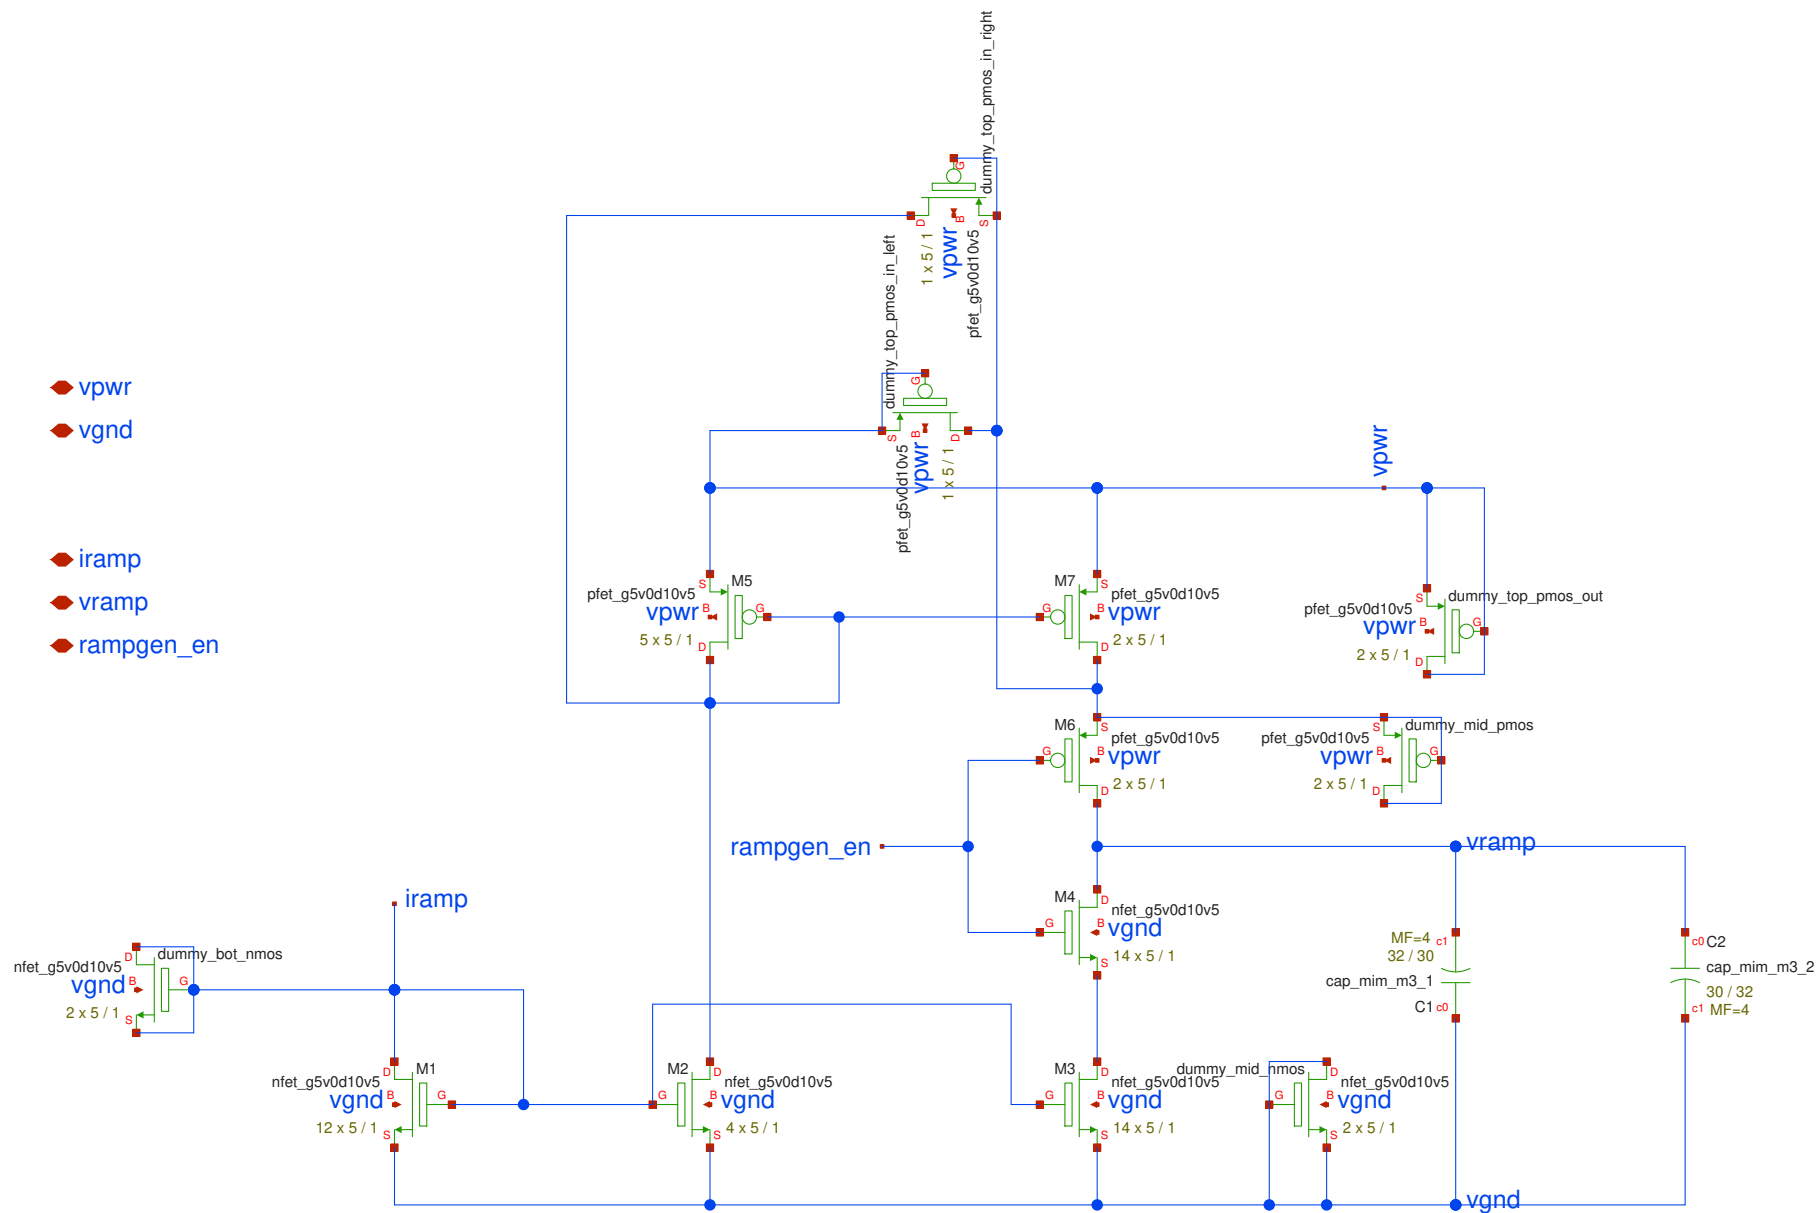 dummy_top_pmos_in_right
G
D
B
S
1 x 5 / 1
vpwr
pfet_g5v0d10v5
dummy_top_pmos_in_left
G
S
B
D
pfet_g5v0d10v5
vpwr
1 x 5 / 1
vpwr
vgnd
iramp
vramp
rampgen_en
vpwr
M5
S
pfet_g5v0d10v5
vpwr
B
G
5 x 5 / 1
D
M7
S
pfet_g5v0d10v5
G
B
vpwr
2 x 5 / 1
D
dummy_top_pmos_out
S
pfet_g5v0d10v5
vpwr
B
G
2 x 5 / 1
D
M6
S
pfet_g5v0d10v5
G
B
vpwr
2 x 5 / 1
D
dummy_mid_pmos
S
pfet_g5v0d10v5
vpwr
B
G
2 x 5 / 1
D
rampgen_en
vramp
iramp
M4
D
nfet_g5v0d10v5
G
B
vgnd
14 x 5 / 1
S
dummy_bot_nmos
D
nfet_g5v0d10v5
vgnd
B
G
2 x 5 / 1
S
MF=4
c1
32 / 30
cap_mim_m3_1
C1
c0
c0
C2
cap_mim_m3_2
30 / 32
c1
MF=4
M1
D
nfet_g5v0d10v5
vgnd
B
G
12 x 5 / 1
S
M2
D
nfet_g5v0d10v5
G
B
vgnd
4 x 5 / 1
S
M3
D
nfet_g5v0d10v5
G
B
vgnd
14 x 5 / 1
S
dummy_mid_nmos
D
nfet_g5v0d10v5
G
B
vgnd
2 x 5 / 1
S
vgnd